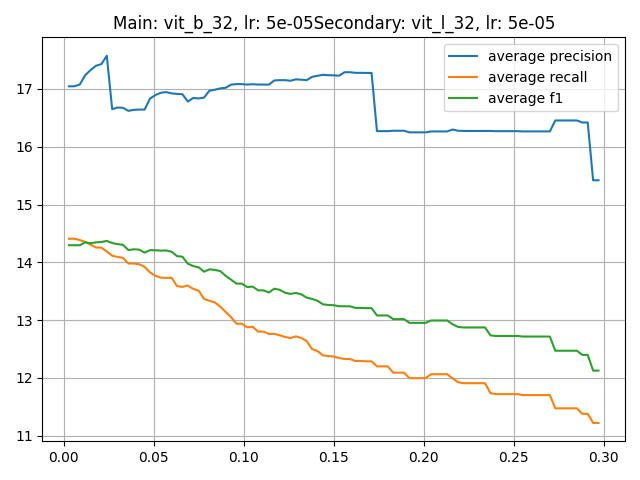 Main: vit_b_32, lr: 5e-05Secondary: vit_l_32, lr: 5e-05
average precision
average recall
average f1
17
16
15
14
13
12
11
0.00 0.05 0.10 0.15 0.20 0.25 0.30